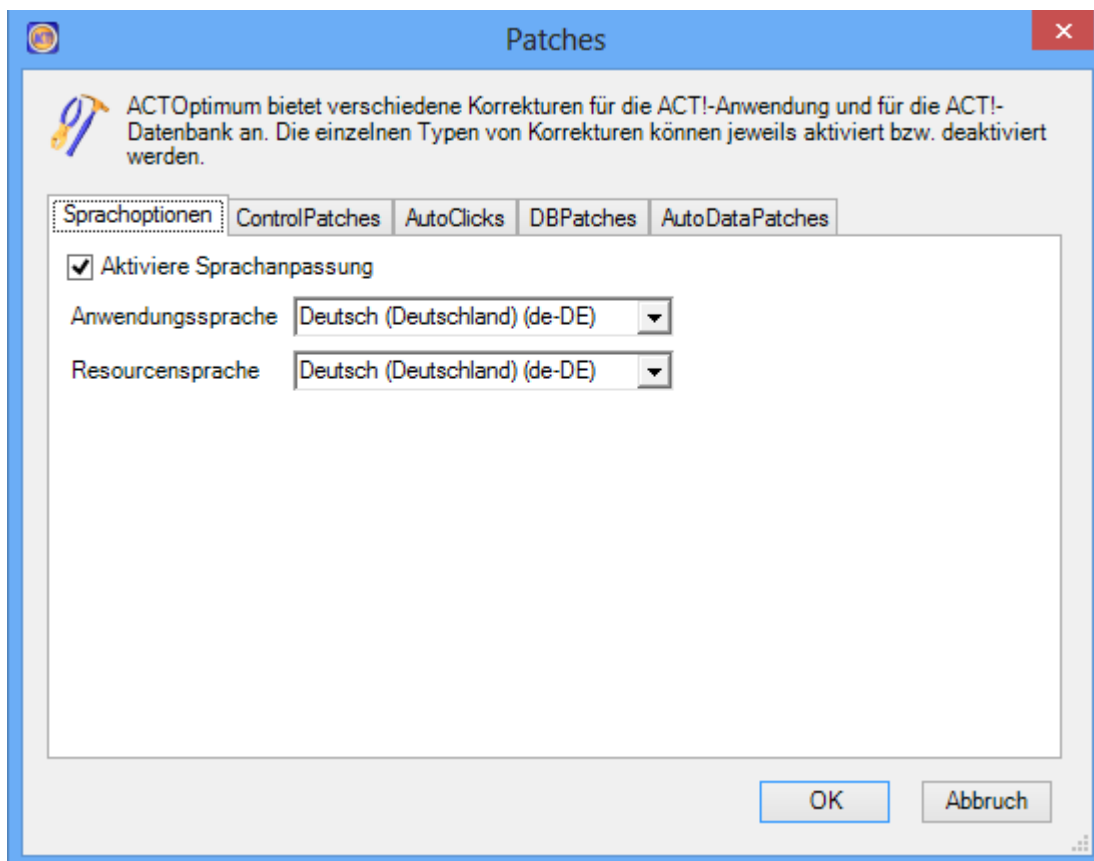 Patches
ACTOptimum bietet verschiedene Korrekturen für die ACT!-Anwendung und für die ACT!-
Datenbank an. Die einzelnen Typen von Korrekturen können jeweils aktiviert bzw. deaktiviert
werden.
Sprachoptionen ControlPatches AutoClicks DBPatches AutoDataPatches
Aktiviere Sprachanpassung
Anwendungssprache Deutsch (Deutschland) (de-DE)
Resourcensprache Deutsch (Deutschland) (de-DE)
OK Abbruch